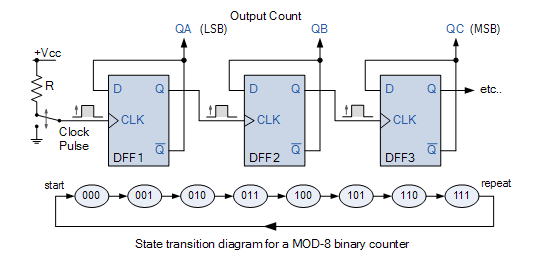 Output Count
QA (LSB)
QB
QC (MSB)
+Vcc
R
Clock
Pulse
D Q
CLK
Q
DFF1
D Q
CLK
Q
DFF2
D Q
CLK
Q
DFF3
etc..
start
000 001 010 011 100 101 110 111
repeat
State transition diagram for a MOD-8 binary counter